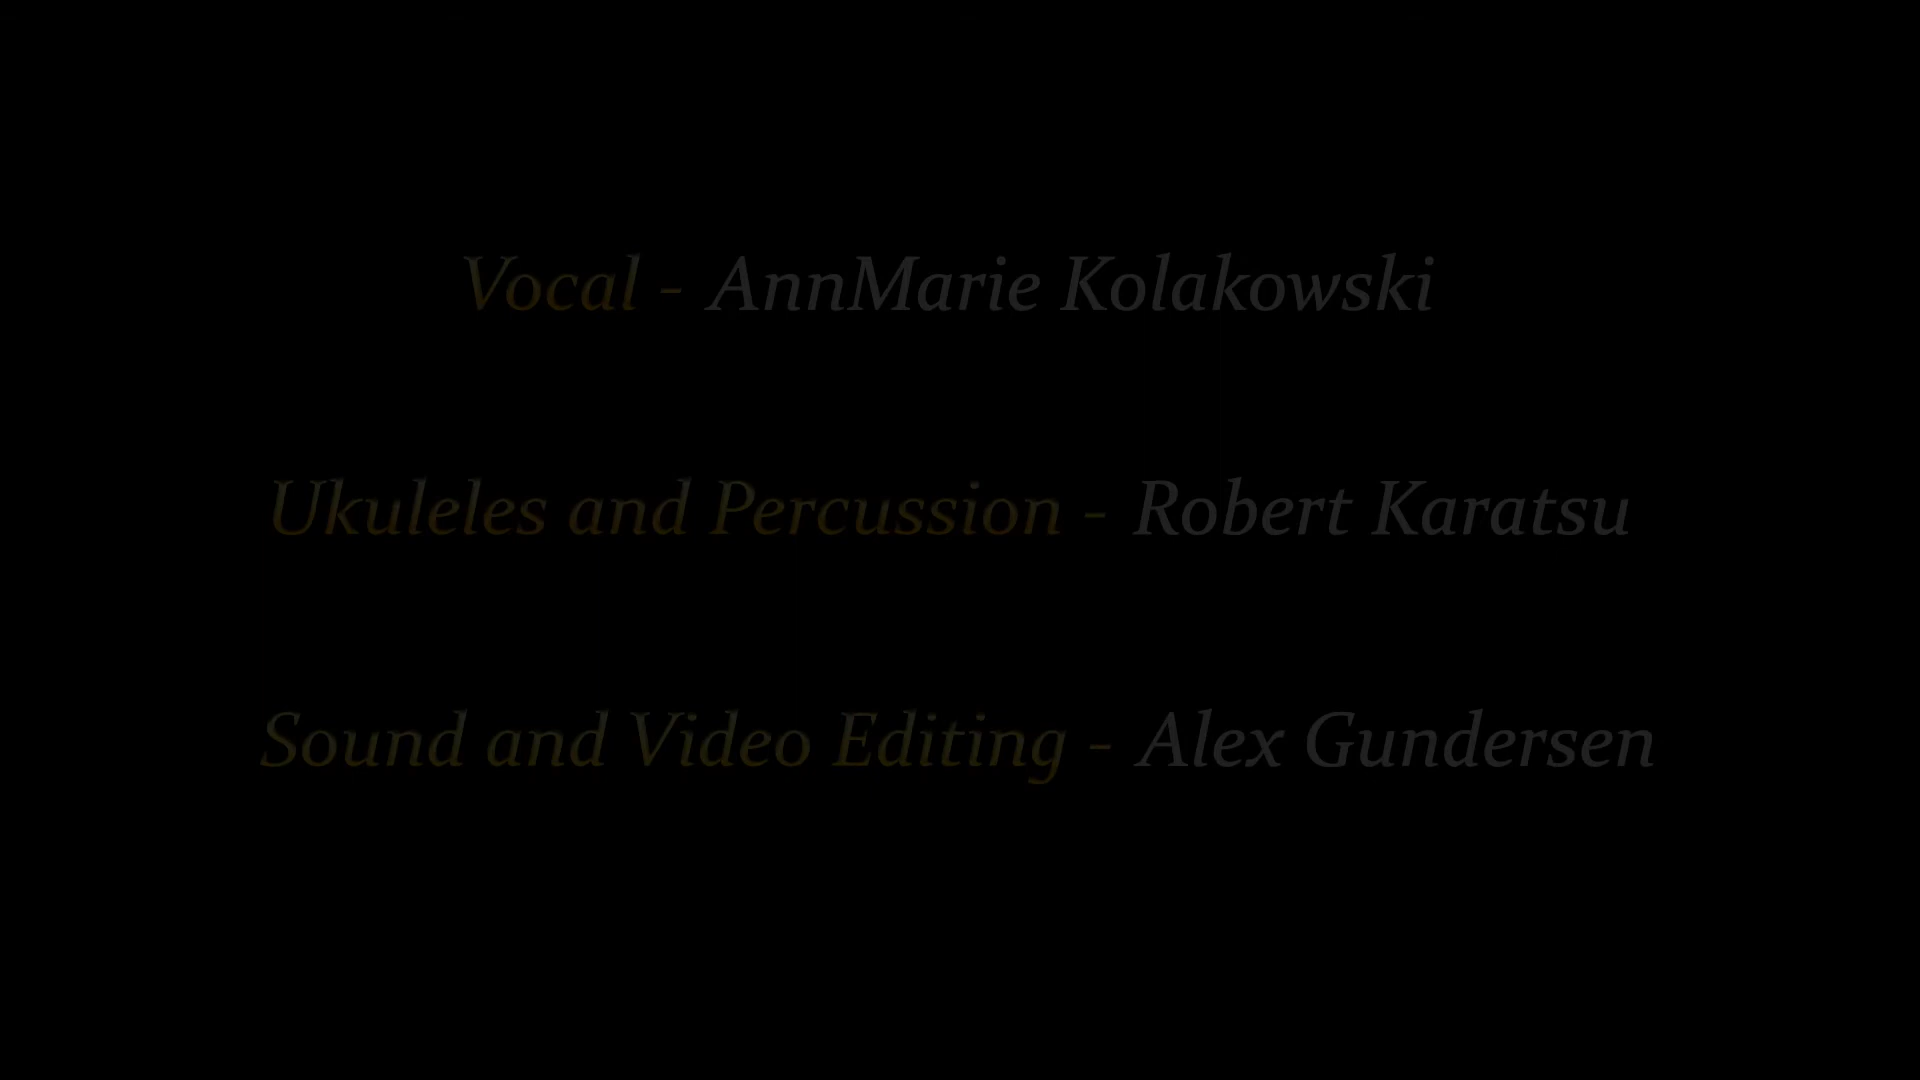 Vocal - AnnMarie Kolakowski
Ukuleles and Percussion - Robert Karatsu
Sound and Video Editing - Alex Gundersen